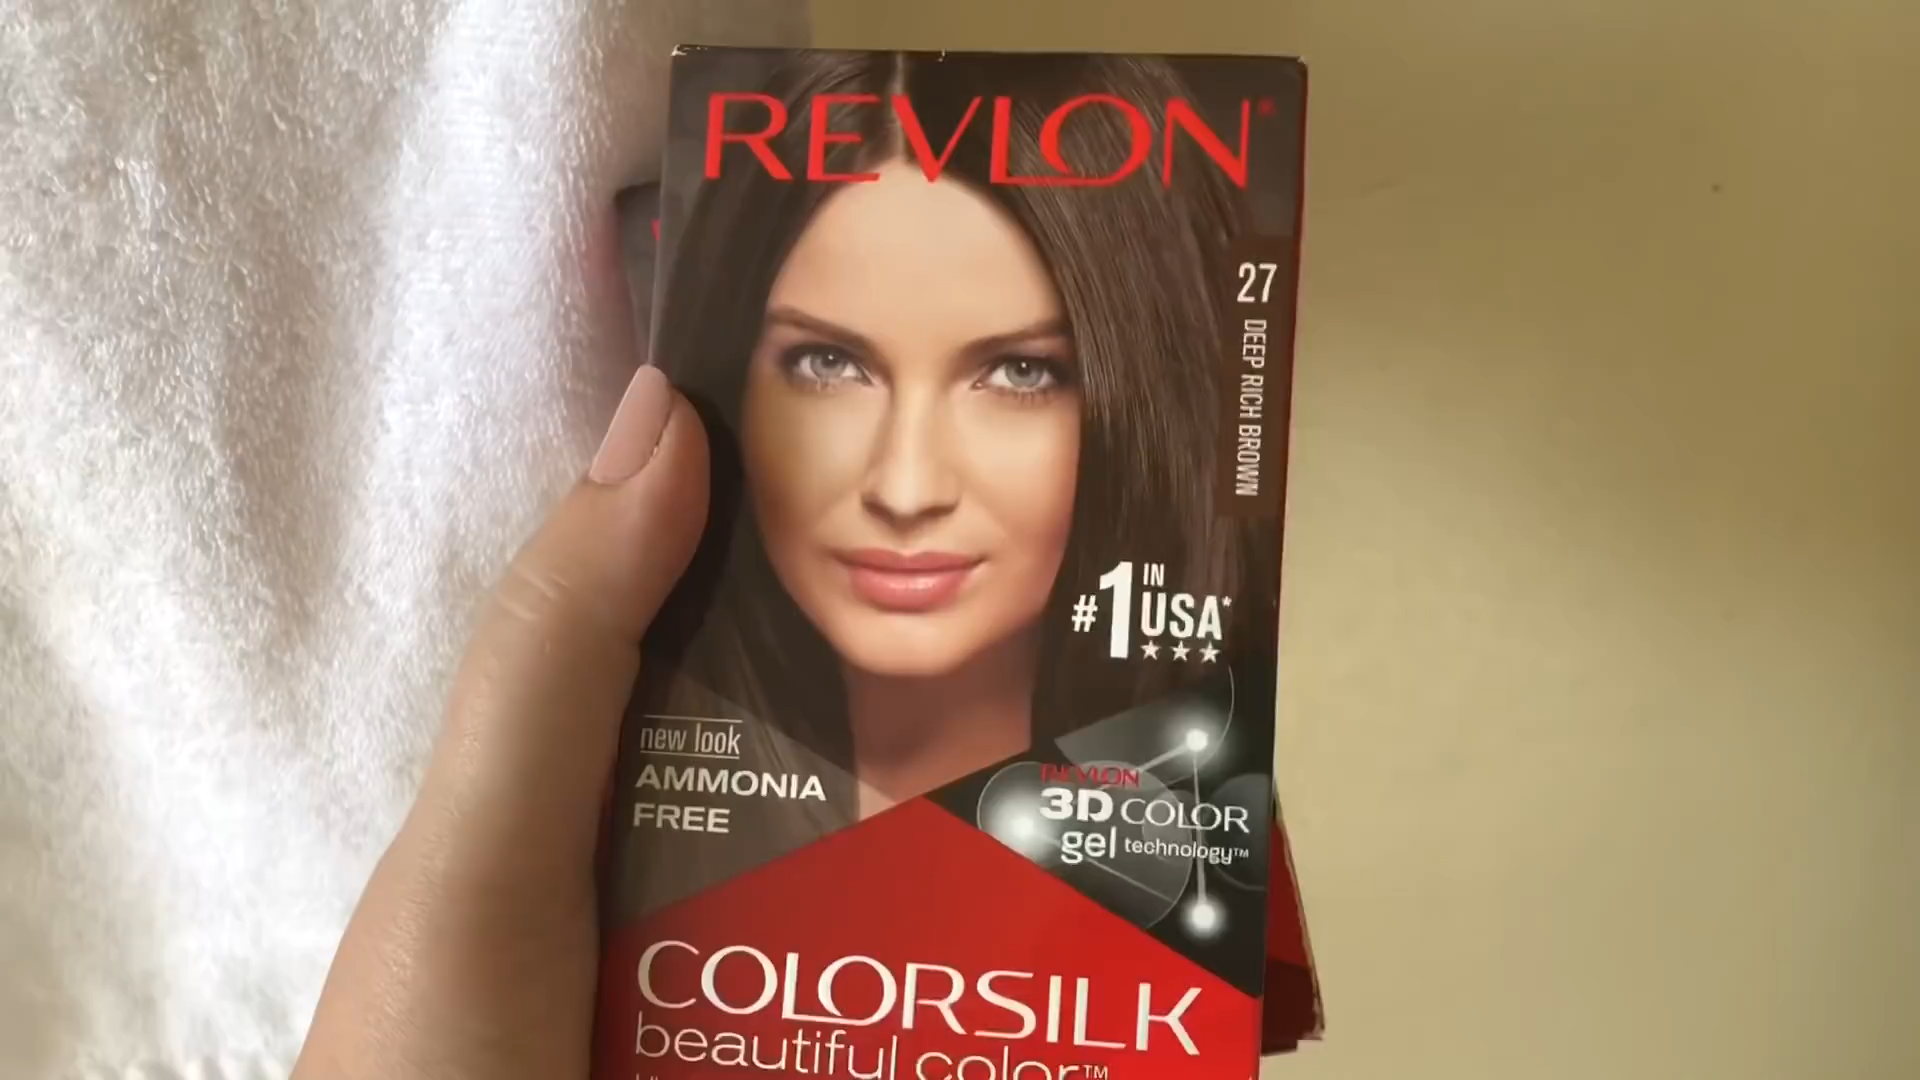 REVLON®
27 DEEP RICH BROWN
#1 IN USA*
new look
AMMONIA
FREE
REVLON
3D COLOR
gel technology™
COLORSILK
beautiful color™